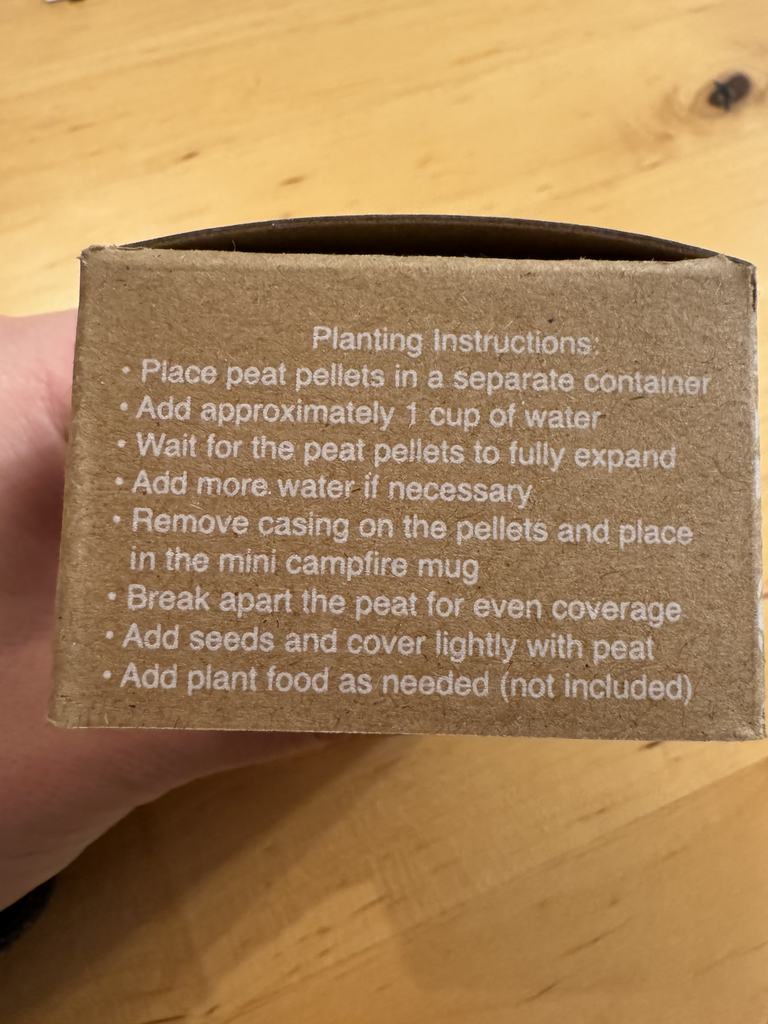 Planting Instructions:
• Place peat pellets in a separate container
• Add approximately 1 cup of water
• Wait for the peat pellets to fully expand
• Add more water if necessary
• Remove casing on the pellets and place
in the mini campfire mug
• Break apart the peat for even coverage
• Add seeds and cover lightly with peat
• Add plant food as needed (not included)